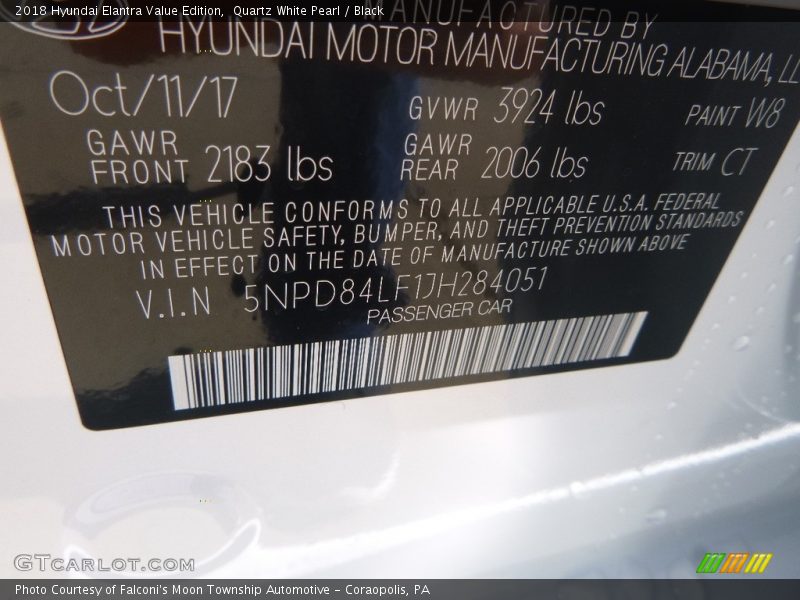 2018 Hyundai Elantra Value Edition, Quartz White Pearl / Black
MANUFACTURED BY
HYUNDAI MOTOR MANUFACTURING ALABAMA, LL
Oct/11/17
GVWR 3924 lbs
PAINT W8
GAWR FRONT 2183 lbs
GAWR REAR 2006 lbs
TRIM CT
THIS VEHICLE CONFORMS TO ALL APPLICABLE U.S.A. FEDERAL
MOTOR VEHICLE SAFETY, BUMPER, AND THEFT PREVENTION STANDARDS
IN EFFECT ON THE DATE OF MANUFACTURE SHOWN ABOVE
V.I.N 5NPD84LF1JH284051
PASSENGER CAR
GTCARLOT.COM
Photo Courtesy of Falconi's Moon Township Automotive - Coraopolis, PA